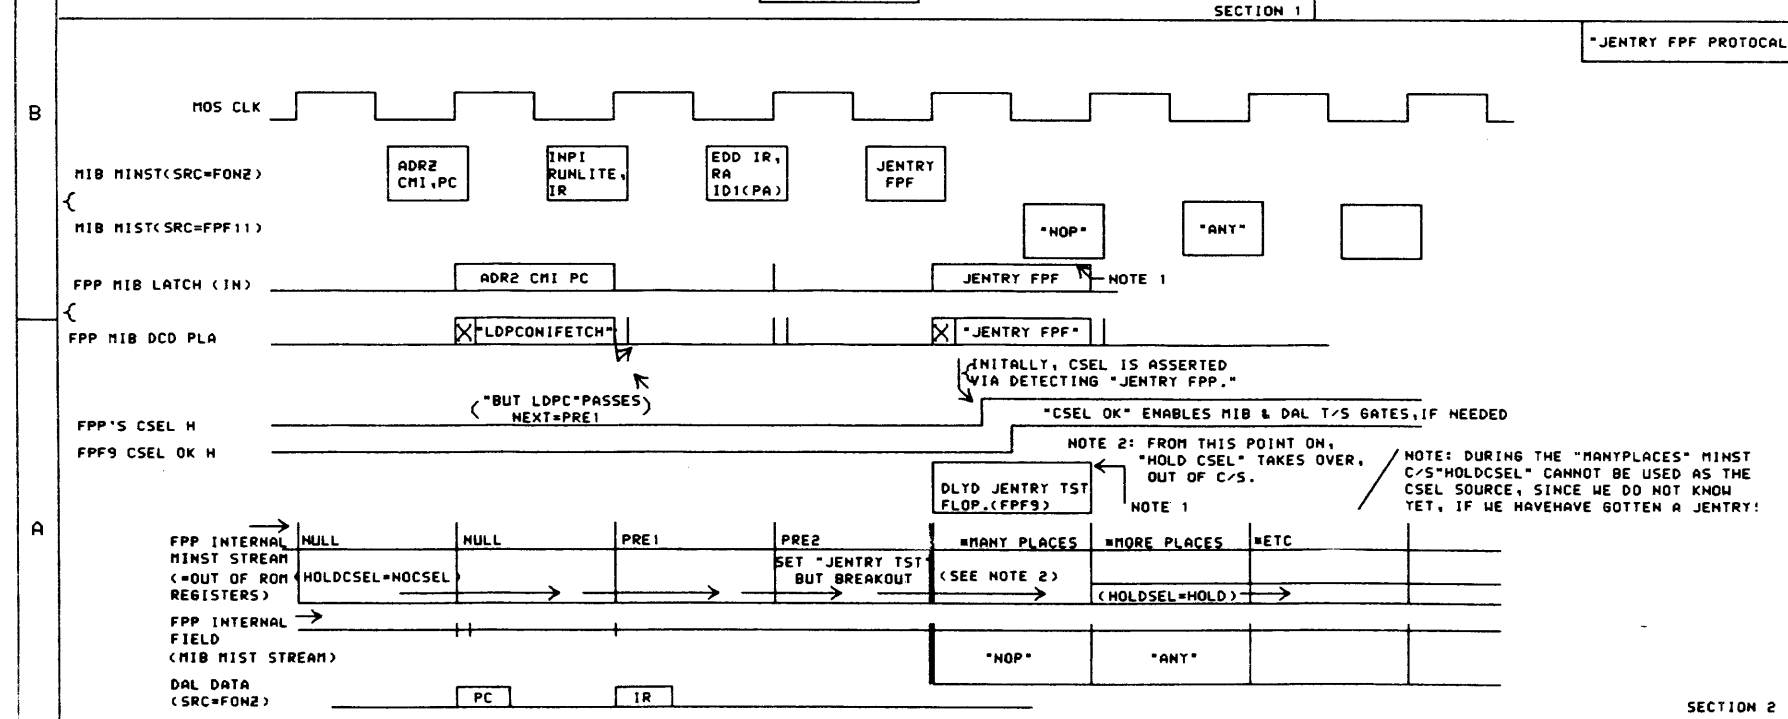 SECTION 1
"JENTRY FPF PROTOCAL
B
MOS CLK
MIB MINST(SRC=FON2)
ADR2
CMI,PC
INPI
RUNLITE,
IR
EDD IR,
RA
ID1(PA)
JENTRY
FPF
{
MIB MIST(SRC=FPF11)
"NOP"
"ANY"
FPP MIB LATCH (IN)
ADR2 CMI PC
JENTRY FPF
NOTE 1
{
FPP MIB DCD PLA
"LDPCONIFETCH"
"JENTRY FPF"
INITALLY, CSEL IS ASSERTED
VIA DETECTING "JENTRY FPP."
("BUT LDPC"PASSES)
NEXT=PRE1
FPP'S CSEL H
"CSEL OK" ENABLES MIB & DAL T/S GATES,IF NEEDED
FPF9 CSEL OK H
NOTE 2: FROM THIS POINT ON,
"HOLD CSEL" TAKES OVER,
OUT OF C/S.
NOTE: DURING THE "MANYPLACES" MINST
C/S"HOLDCSEL" CANNOT BE USED AS THE
CSEL SOURCE, SINCE WE DO NOT KNOW
YET, IF WE HAVEHAVE GOTTEN A JENTRY!
A
DLYD JENTRY TST
FLOP.(FPF9)
NOTE 1
FPP INTERNAL
MINST STREAM
(=OUT OF ROM
REGISTERS)
NULL
NULL
PRE1
PRE2
=MANY PLACES
=MORE PLACES
=ETC
(HOLDCSEL=NOCSEL)
SET "JENTRY TST"
BUT BREAKOUT
(SEE NOTE 2)
(HOLDSEL=HOLD)
FPP INTERNAL
FIELD
(MIB MIST STREAM)
"NOP"
"ANY"
DAL DATA
(SRC=FON2)
PC
IR
SECTION 2